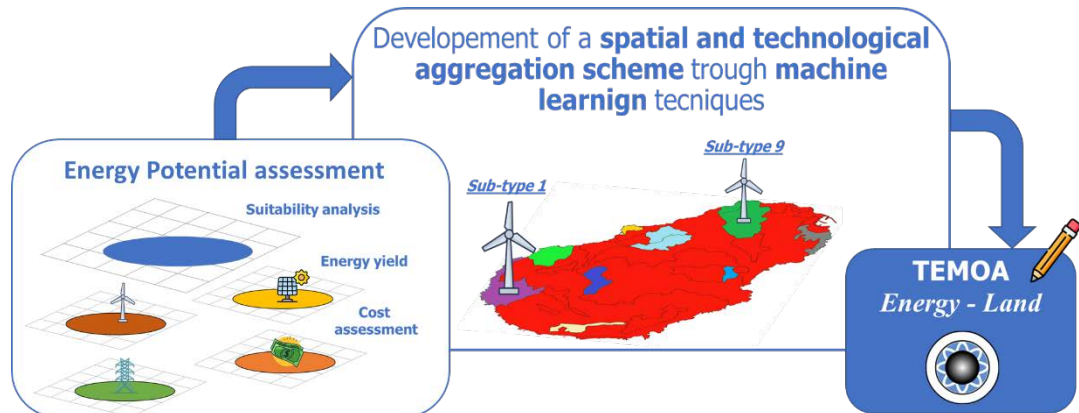 Developement of a spatial and technological
aggregation scheme trough machine
learnign tecniques
Energy Potential assessment
Suitability analysis
Energy yield
Cost
assessment
Sub-type 1
Sub-type 9
TEMOA
Energy - Land